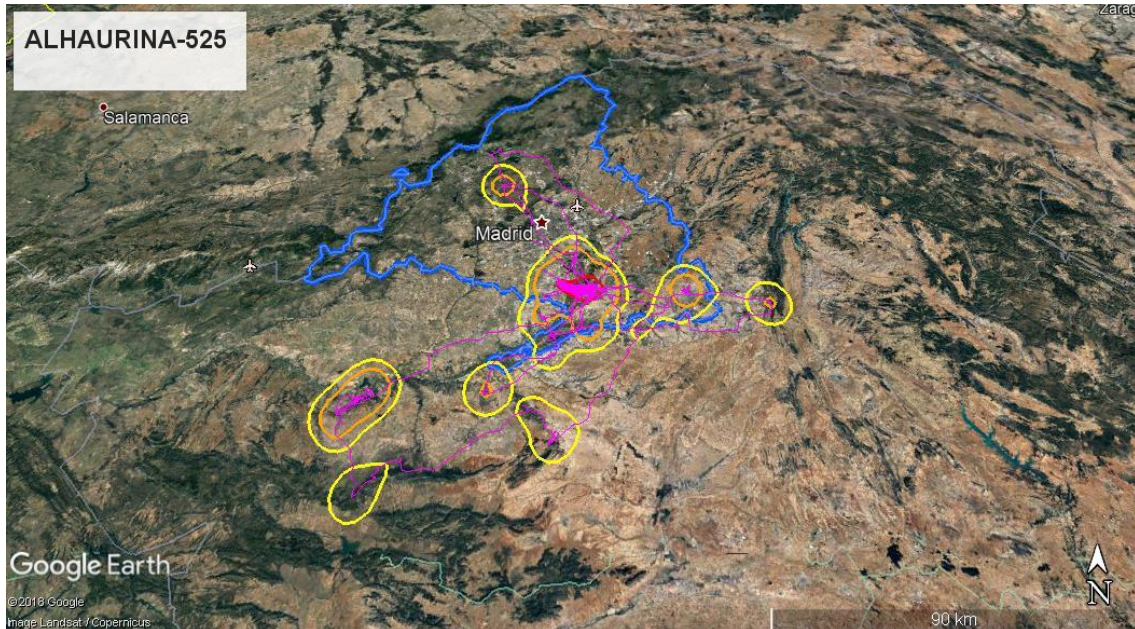 ALHAURINA-525
Zarag
Salamanca
Madrid
Google Earth
©2018 Google
Image Landsat / Copernicus
90 km
N